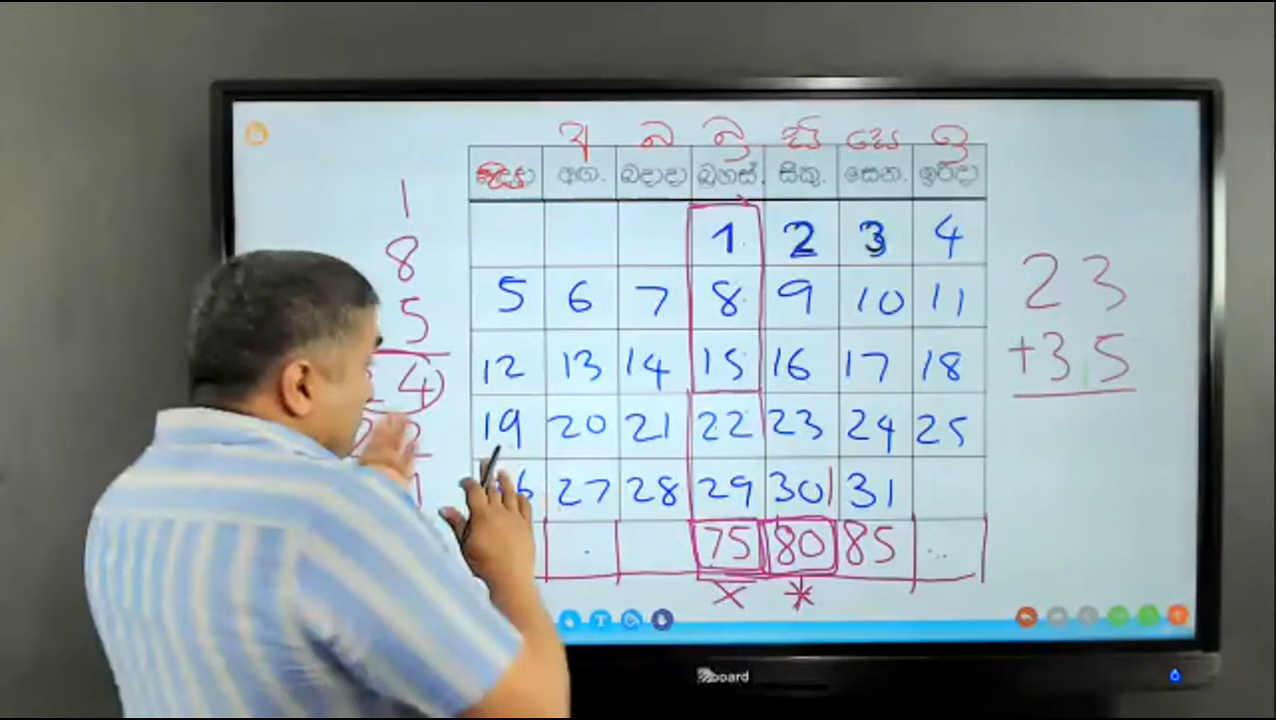 අ බ බ්‍ර සි සෙ ඉ
අඟ. බදාදා බ්‍රහස්. සිකු. සෙන. ඉරිදා
1 2 3 4
5 6 7 8 9 10 11
12 13 14 15 16 17 18
19 20 21 22 23 24 25
27 28 29 30 31
75 80 85
× *
1
8
5
4
23
+35
board